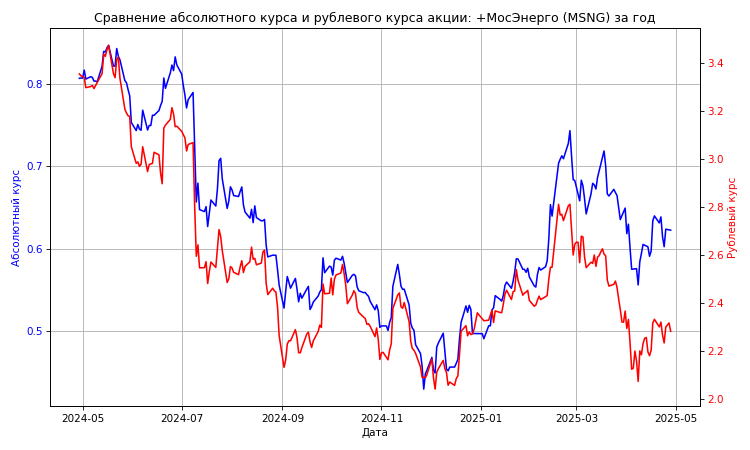 Сравнение абсолютного курса и рублевого курса акции: +МосЭнерго (MSNG) за год
Абсолютный курс
0.8
0.7
0.6
0.5
3.4
3.2
3.0
2.8
2.6
2.4
2.2
2.0
Рублевый курс
2024-05 2024-07 2024-09 2024-11 2025-01 2025-03 2025-05
Дата